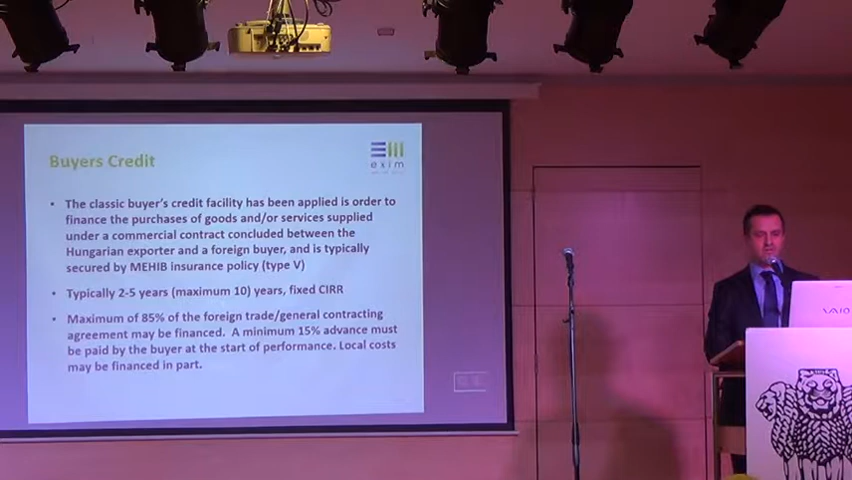 Buyers Credit
exim
• The classic buyer's credit facility has been applied is order to
finance the purchases of goods and/or services supplied
under a commercial contract concluded between the
Hungarian exporter and a foreign buyer, and is typically
secured by MEHIB insurance policy (type V)
• Typically 2-5 years (maximum 10) years, fixed CIRR
• Maximum of 85% of the foreign trade/general contracting
agreement may be financed. A minimum 15% advance must
be paid by the buyer at the start of performance. Local costs
may be financed in part.
VAIO